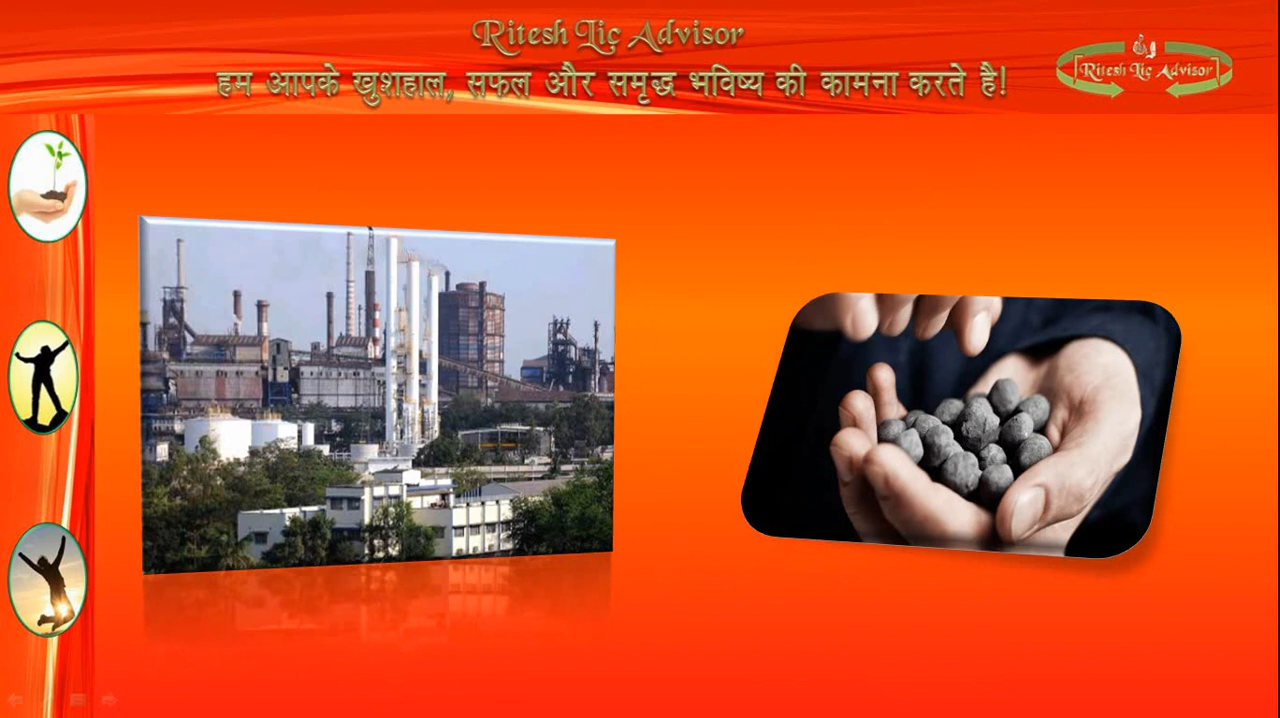 Ritesh Lic Advisor
हम आपके खुशहाल, सफल और समृद्ध भविष्य की कामना करते है!
Ritesh Lic Advisor